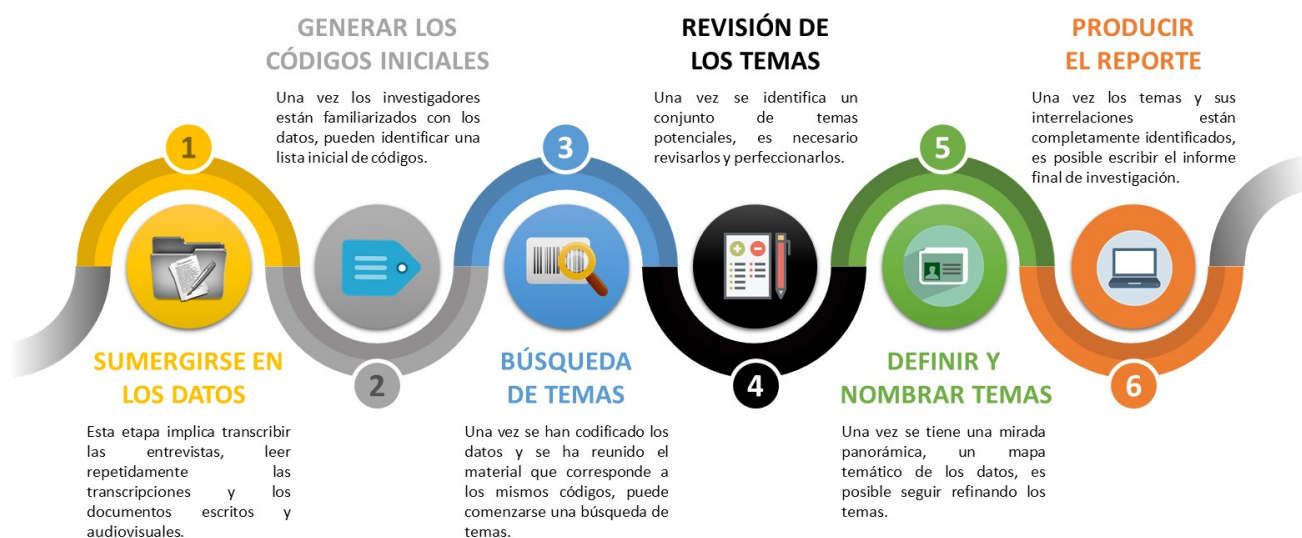 1
SUMERGIRSE EN
LOS DATOS
Esta etapa implica transcribir
las entrevistas, leer
repetidamente las
transcripciones y los
documentos escritos y
audiovisuales.
GENERAR LOS
CÓDIGOS INICIALES
Una vez los investigadores
están familiarizados con los
datos, pueden identificar una
lista inicial de códigos.
2
3
BÚSQUEDA
DE TEMAS
Una vez se han codificado los
datos y se ha reunido el
material que corresponde a
los mismos códigos, puede
comenzarse una búsqueda de
temas.
REVISIÓN DE
LOS TEMAS
Una vez se identifica un
conjunto de temas
potenciales, es necesario
revisarlos y perfeccionarlos.
4
5
DEFINIR Y
NOMBRAR TEMAS
Una vez se tiene una mirada
panorámica, un mapa
temático de los datos, es
posible seguir refinando los
temas.
PRODUCIR
EL REPORTE
Una vez los temas y sus
interrelaciones están
completamente identificados,
es posible escribir el informe
final de investigación.
6